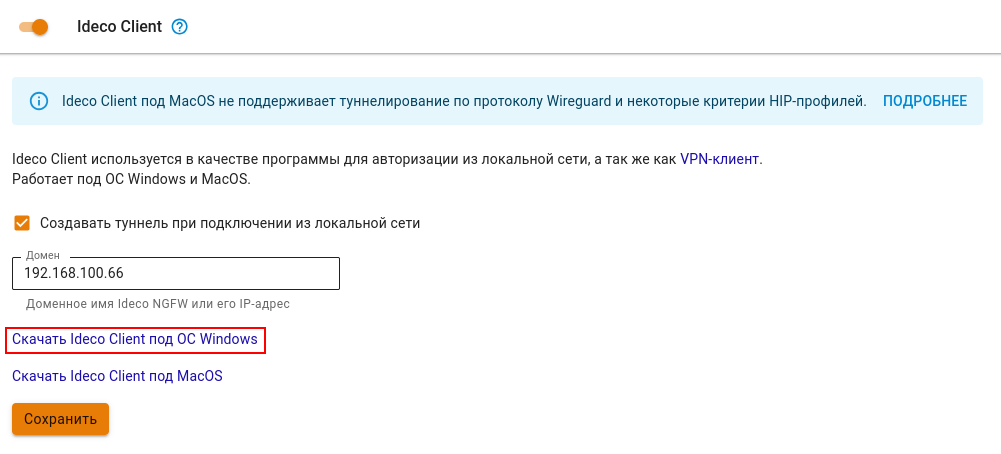 Ideco Client
Ideco Client под MacOS не поддерживает туннелирование по протоколу Wireguard и некоторые критерии HIP-профилей. ПОДРОБНЕЕ
Ideco Client используется в качестве программы для авторизации из локальной сети, а так же как VPN-клиент.
Работает под ОС Windows и MacOS.
Создавать туннель при подключении из локальной сети
Домен
192.168.100.66
Доменное имя Ideco NGFW или его IP-адрес
Скачать Ideco Client под ОС Windows
Скачать Ideco Client под MacOS
Сохранить